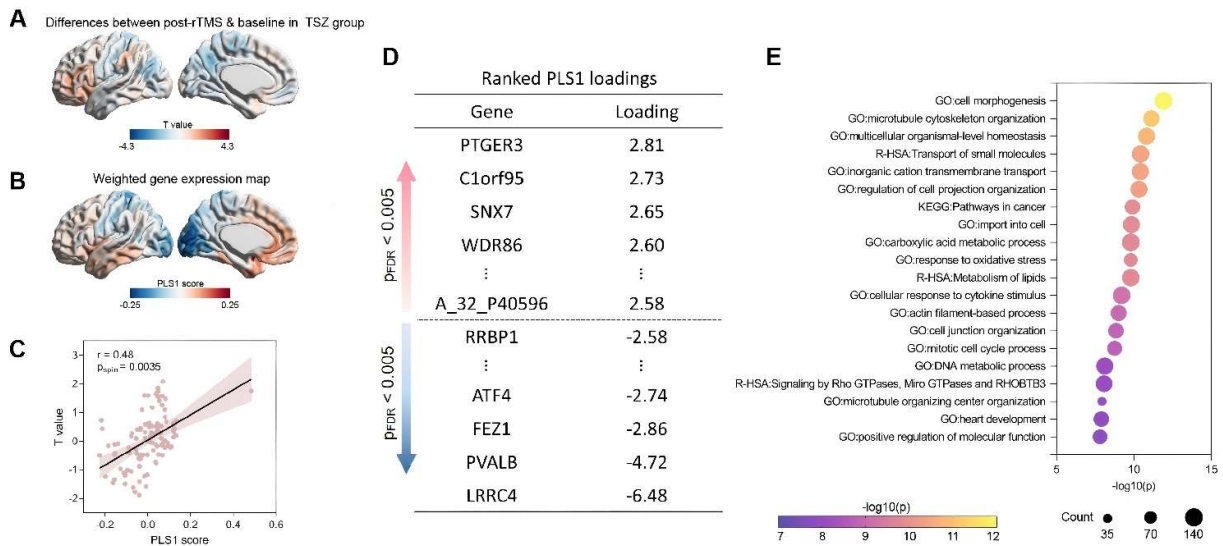 A
Differences between post-rTMS & baseline in TSZ group
T value
-4.3
4.3
B
Weighted gene expression map
PLS1 score
-0.25
0.25
C
r = 0.48
pspin = 0.0035
T value
3
2
1
0
-1
-2
-0.2
0.0
0.2
0.4
0.6
PLS1 score
D
Ranked PLS1 loadings
Gene Loading
PTGER3 2.81
C1orf95 2.73
SNX7 2.65
WDR86 2.60
⋮ ⋮
A_32_P40596 2.58
RRBP1 -2.58
⋮ ⋮
ATF4 -2.74
FEZ1 -2.86
PVALB -4.72
LRRC4 -6.48
pFDR < 0.005
pFDR < 0.005
E
GO:cell morphogenesis
GO:microtubule cytoskeleton organization
GO:multicellular organismal-level homeostasis
R-HSA:Transport of small molecules
GO:inorganic cation transmembrane transport
GO:regulation of cell projection organization
KEGG:Pathways in cancer
GO:import into cell
GO:carboxylic acid metabolic process
GO:response to oxidative stress
R-HSA:Metabolism of lipids
GO:cellular response to cytokine stimulus
GO:actin filament-based process
GO:cell junction organization
GO:mitotic cell cycle process
GO:DNA metabolic process
R-HSA:Signaling by Rho GTPases, Miro GTPases and RHOBTB3
GO:microtubule organizing center organization
GO:heart development
GO:positive regulation of molecular function
5 10 15
-log10(p)
-log10(p)
7 8 9 10 11 12
Count
35 70 140